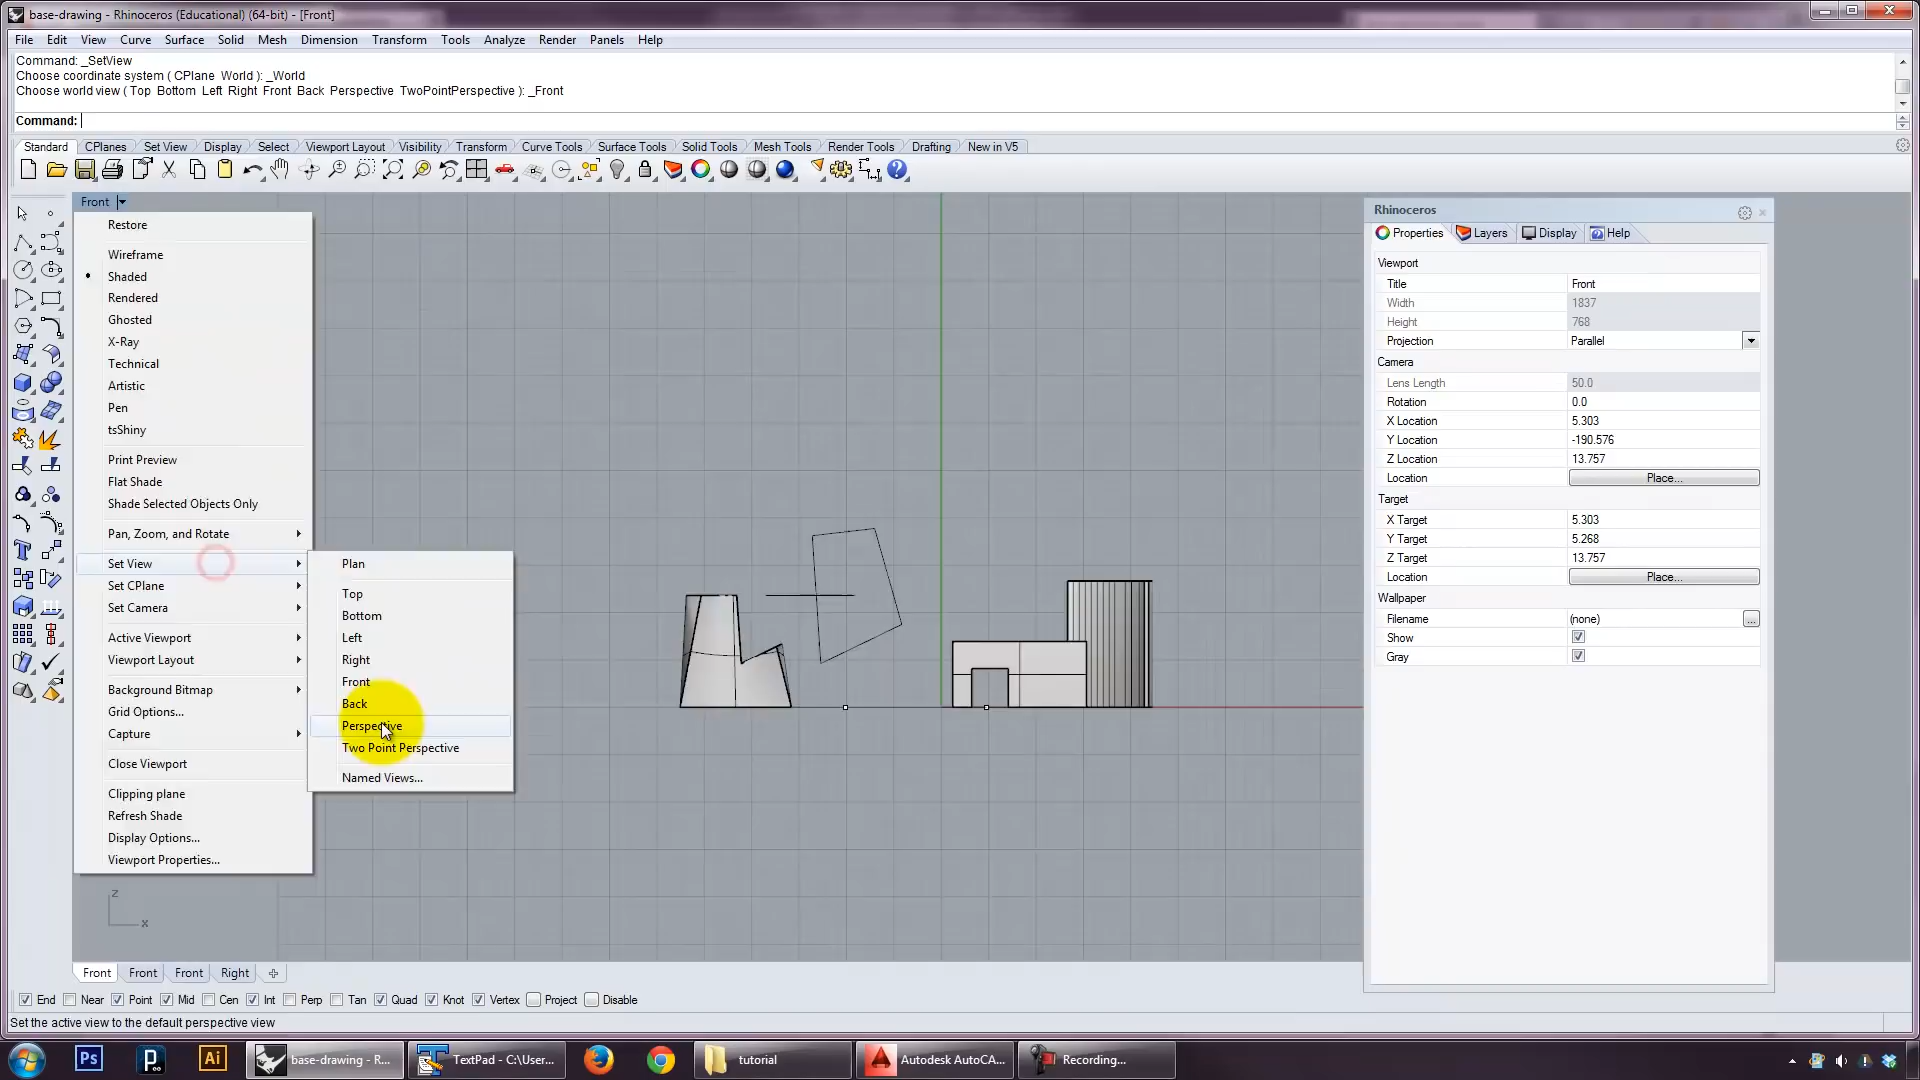 base-drawing - Rhinoceros (Educational) (64-bit) - [Front]
File Edit View Curve Surface Solid Mesh Dimension Transform Tools Analyze Render Panels Help
Command: _SetView
Choose coordinate system ( CPlane World ): _World
Choose world view ( Top Bottom Left Right Front Back Perspective TwoPointPerspective ): _Front
Command:
Standard CPlanes Set View Display Select Viewport Layout Visibility Transform Curve Tools Surface Tools Solid Tools Mesh Tools Render Tools Drafting New in V5
Front
Restore
Wireframe
Shaded
Rendered
Ghosted
X-Ray
Technical
Artistic
Pen
tsShiny
Print Preview
Flat Shade
Shade Selected Objects Only
Pan, Zoom, and Rotate
Set View
Set CPlane
Set Camera
Active Viewport
Viewport Layout
Background Bitmap
Grid Options...
Capture
Close Viewport
Clipping plane
Refresh Shade
Display Options...
Viewport Properties...
Plan
Top
Bottom
Left
Right
Front
Back
Perspective
Two Point Perspective
Named Views...
z
x
Rhinoceros
Properties Layers Display Help
Viewport
Title Front
Width 1837
Height 768
Projection Parallel
Camera
Lens Length 50.0
Rotation 0.0
X Location 5.303
Y Location -190.576
Z Location 13.757
Location Place...
Target
X Target 5.303
Y Target 5.268
Z Target 13.757
Location Place...
Wallpaper
Filename (none) ...
Show
Gray
Front Front Front Right
End Near Point Mid Cen Int Perp Tan Quad Knot Vertex Project Disable
Set the active view to the default perspective view
Ps P Ai base-drawing - R... TextPad - C:\User... tutorial Autodesk AutoCA... Recording...